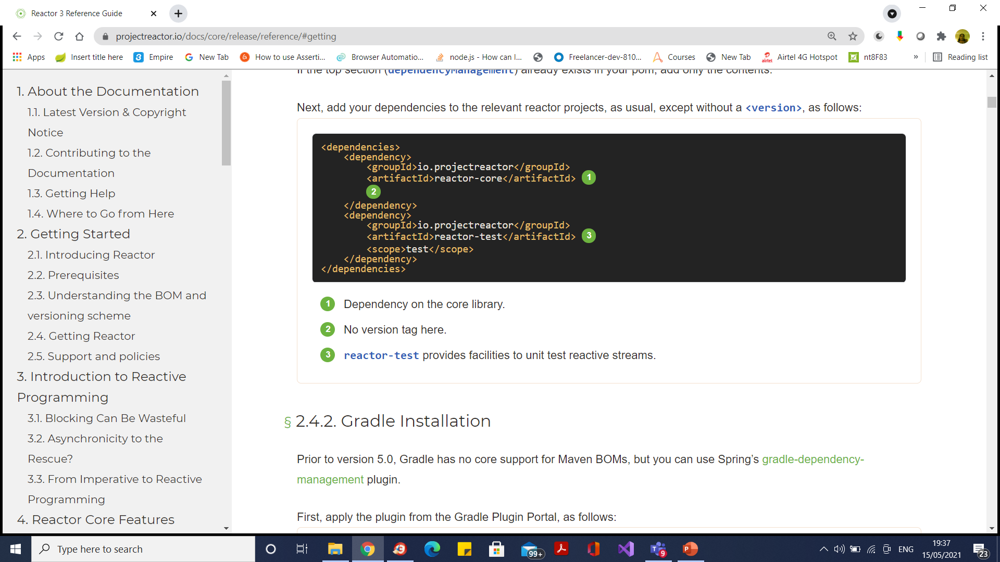 Reactor 3 Reference Guide
projectreactor.io/docs/core/release/reference/#getting
Apps
Insert title here
Empire
New Tab
How to use Asserti...
Browser Automatio...
node.js - How can I...
Freelancer-dev-810...
Courses
New Tab
Airtel 4G Hotspot
nt8F83
»
Reading list
1. About the Documentation
1.1. Latest Version & Copyright
Notice
1.2. Contributing to the
Documentation
1.3. Getting Help
1.4. Where to Go from Here
2. Getting Started
2.1. Introducing Reactor
2.2. Prerequisites
2.3. Understanding the BOM and
versioning scheme
2.4. Getting Reactor
2.5. Support and policies
3. Introduction to Reactive
Programming
3.1. Blocking Can Be Wasteful
3.2. Asynchronicity to the
Rescue?
3.3. From Imperative to Reactive
Programming
4. Reactor Core Features
If the top section (dependencyManagement) already exists in your pom, add only the contents.
Next, add your dependencies to the relevant reactor projects, as usual, except without a <version>, as follows:
<dependencies>
<dependency>
<groupId>io.projectreactor</groupId>
<artifactId>reactor-core</artifactId> 1
2
</dependency>
<dependency>
<groupId>io.projectreactor</groupId>
<artifactId>reactor-test</artifactId> 3
<scope>test</scope>
</dependency>
</dependencies>
1 Dependency on the core library.
2 No version tag here.
3 reactor-test provides facilities to unit test reactive streams.
§ 2.4.2. Gradle Installation
Prior to version 5.0, Gradle has no core support for Maven BOMs, but you can use Spring’s gradle-dependency-
management plugin.
First, apply the plugin from the Gradle Plugin Portal, as follows:
Type here to search
99+
9
ENG
19:37
15/05/2021
23